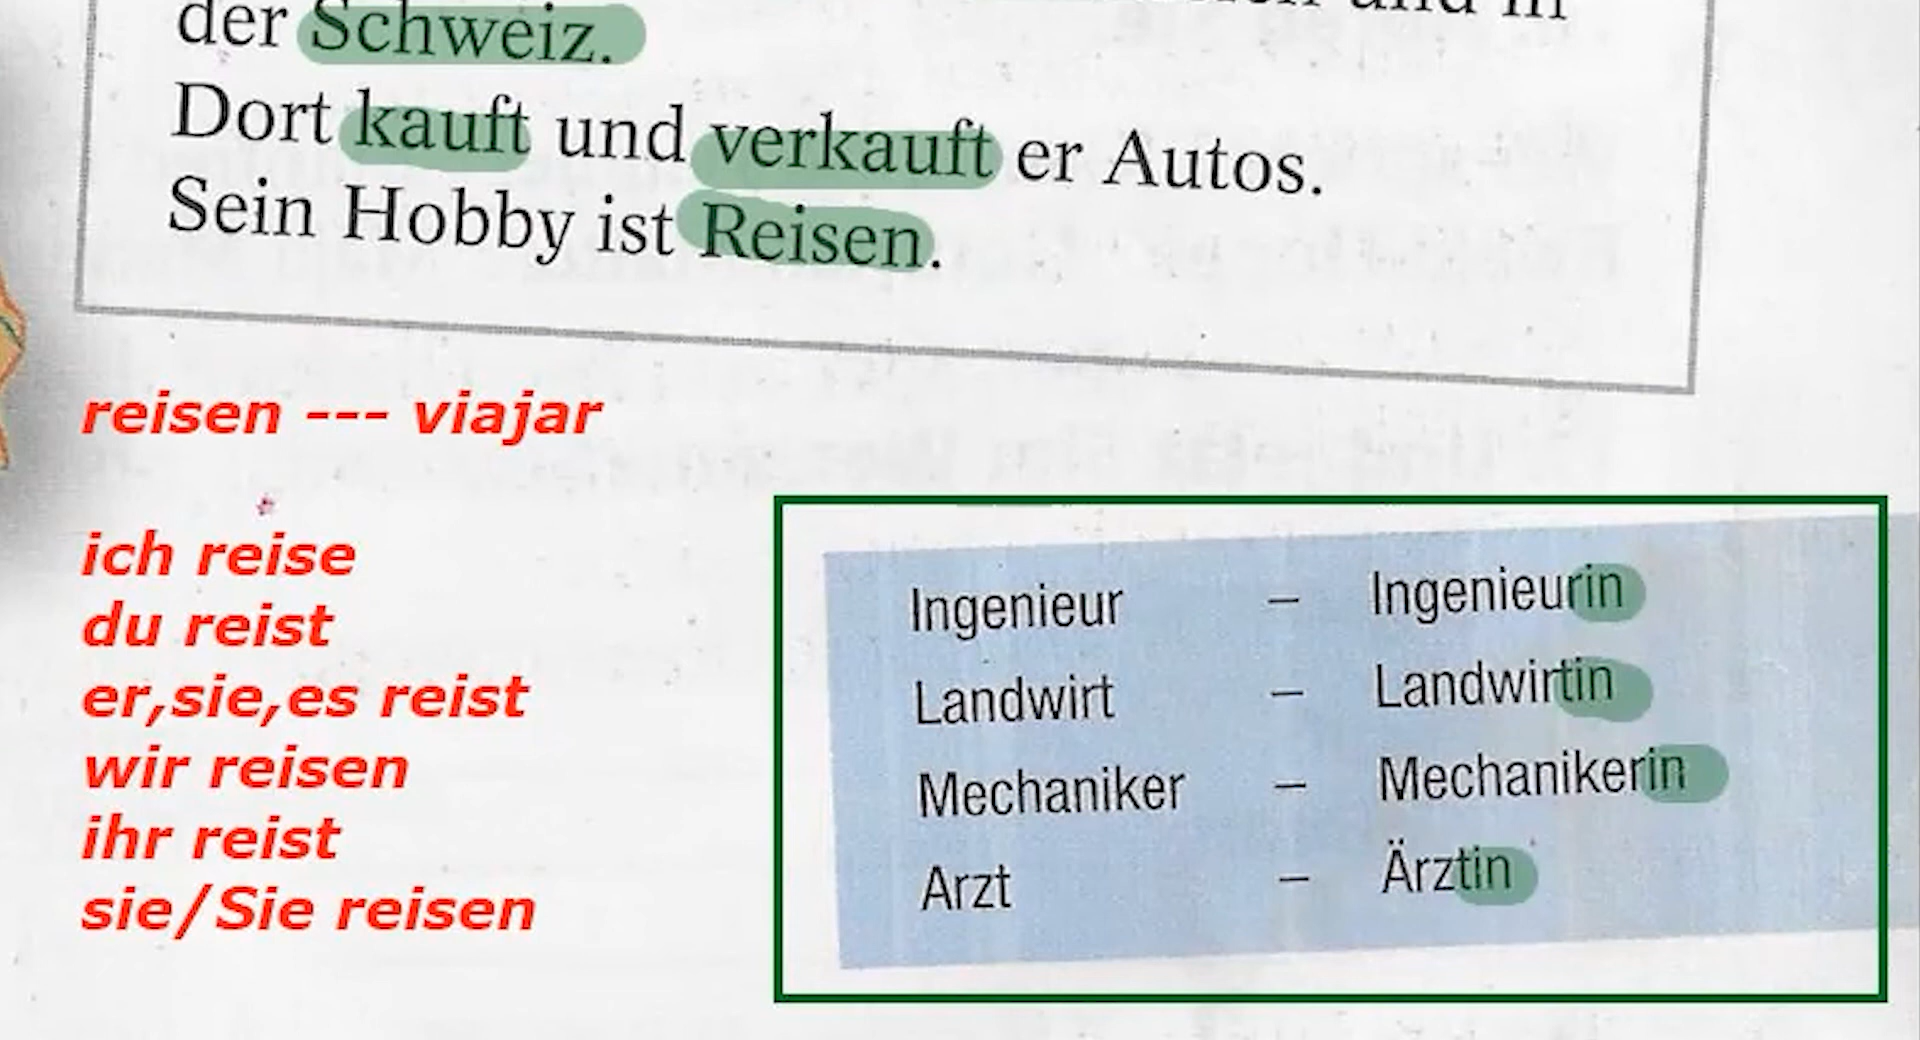 der Schweiz.
Dort kauft und verkauft er Autos.
Sein Hobby ist Reisen.
reisen --- viajar
ich reise
du reist
er,sie,es reist
wir reisen
ihr reist
sie/Sie reisen
Ingenieur – Ingenieurin
Landwirt – Landwirtin
Mechaniker – Mechanikerin
Arzt – Ärztin